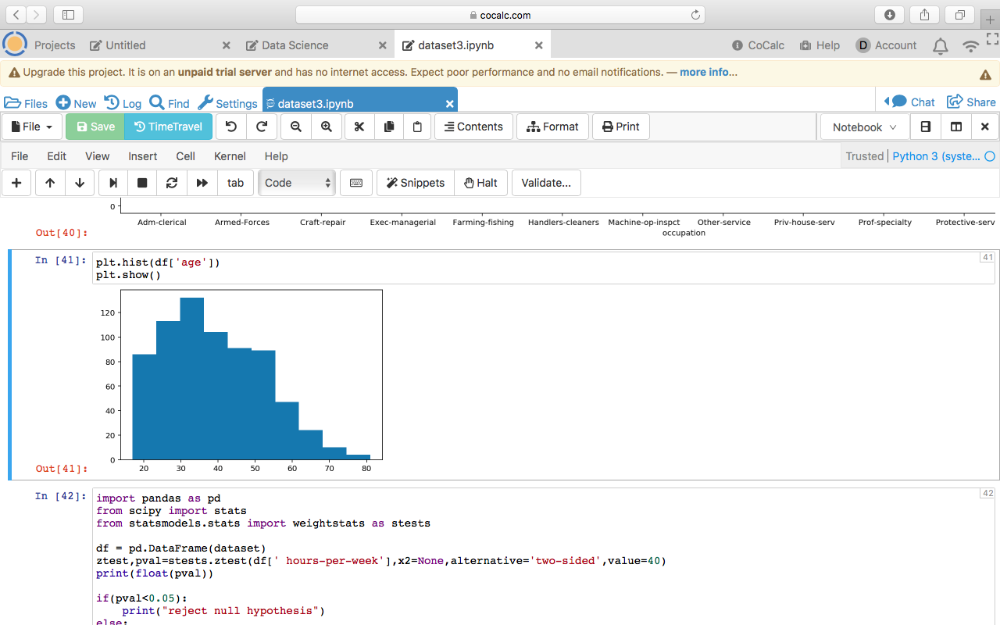 cocalc.com
Projects Untitled Data Science dataset3.ipynb CoCalc Help D Account
Upgrade this project. It is on an unpaid trial server and has no internet access. Expect poor performance and no email notifications. — more info...
Files New Log Find Settings dataset3.ipynb Chat Share
File Save TimeTravel Contents Format Print Notebook
File Edit View Insert Cell Kernel Help Trusted Python 3 (syste...
tab Code Snippets Halt Validate...
0
Adm-clerical Armed-Forces Craft-repair Exec-managerial Farming-fishing Handlers-cleaners Machine-op-inspct Other-service Priv-house-serv Prof-specialty Protective-serv
occupation
Out[40]:
In [41]: plt.hist(df['age']) 41
plt.show()
120
100
80
60
40
20
0
20 30 40 50 60 70 80
Out[41]:
In [42]: import pandas as pd 42
from scipy import stats
from statsmodels.stats import weightstats as stests
df = pd.DataFrame(dataset)
ztest,pval=stests.ztest(df[' hours-per-week'],x2=None,alternative='two-sided',value=40)
print(float(pval))
if(pval<0.05):
    print("reject null hypothesis")
else: